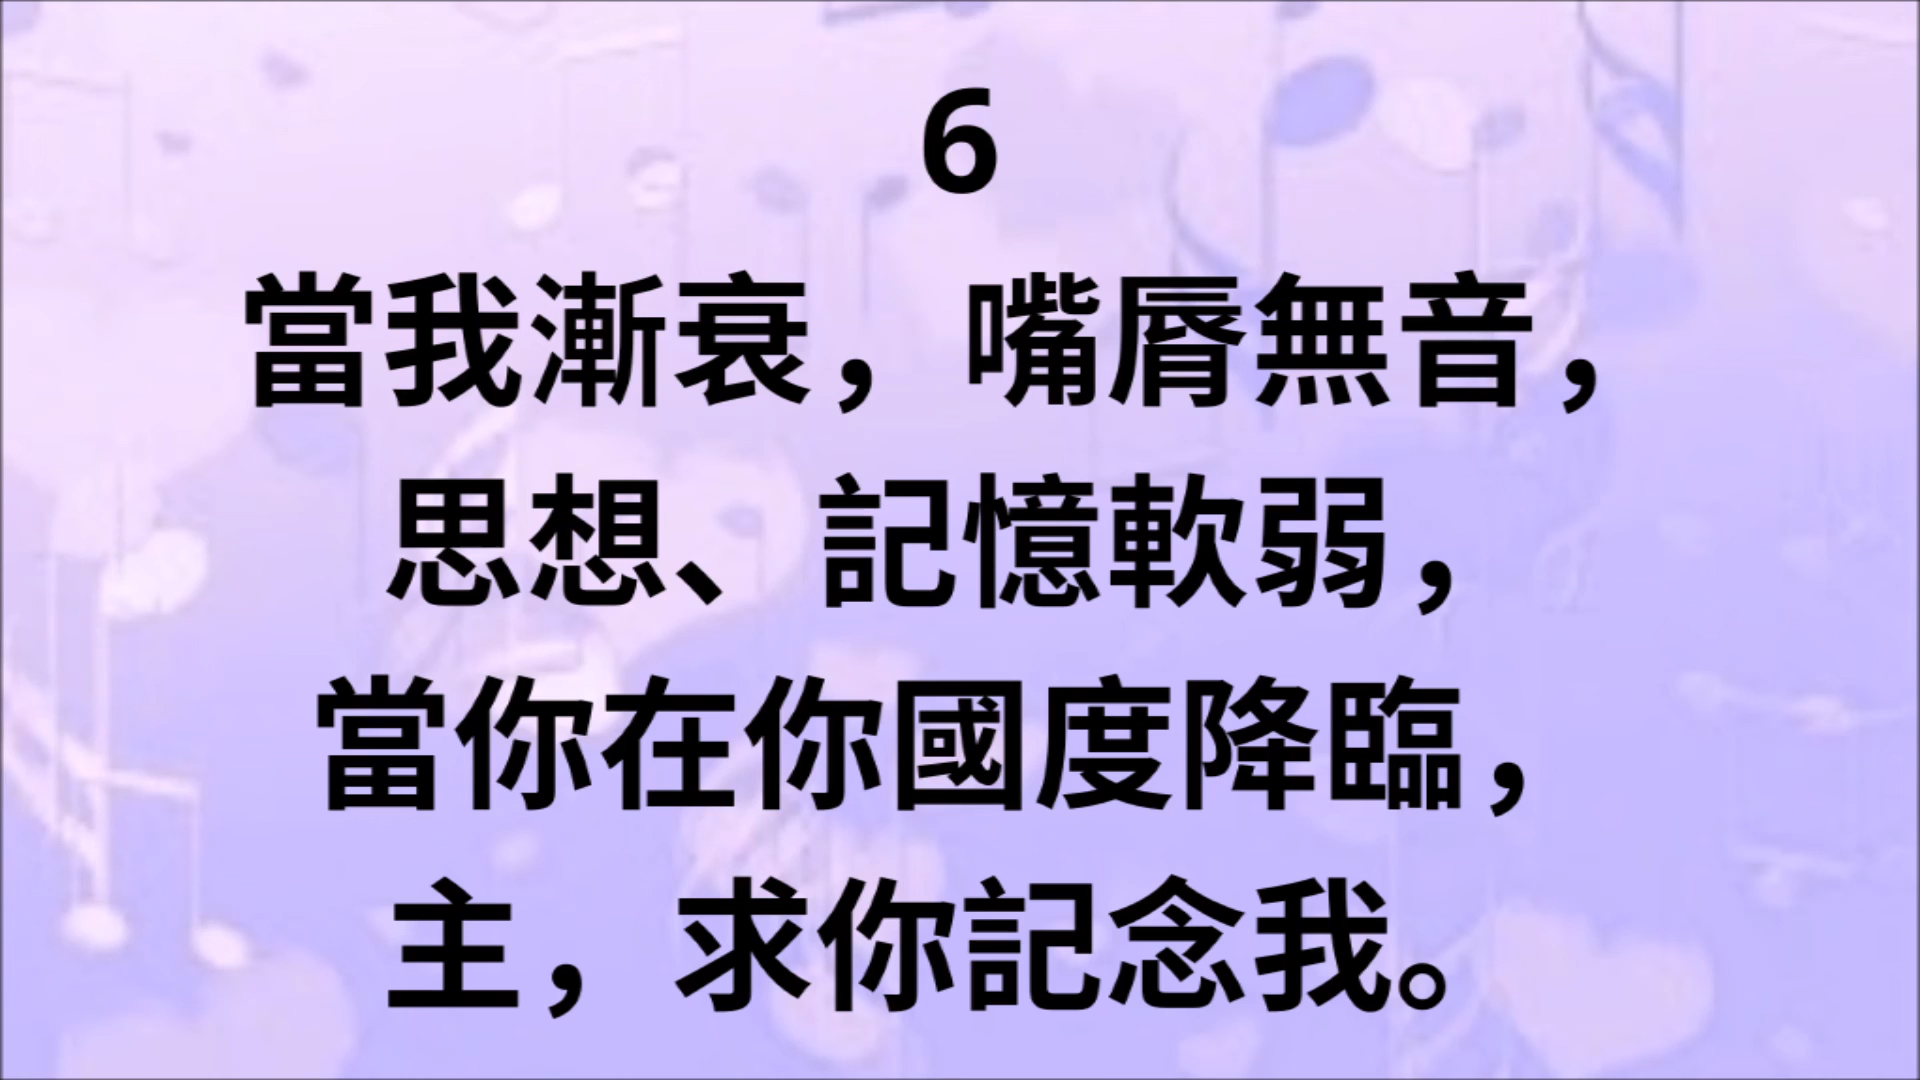 6
當我漸衰，嘴脣無音，
思想、記憶軟弱，
當你在你國度降臨，
主，求你記念我。